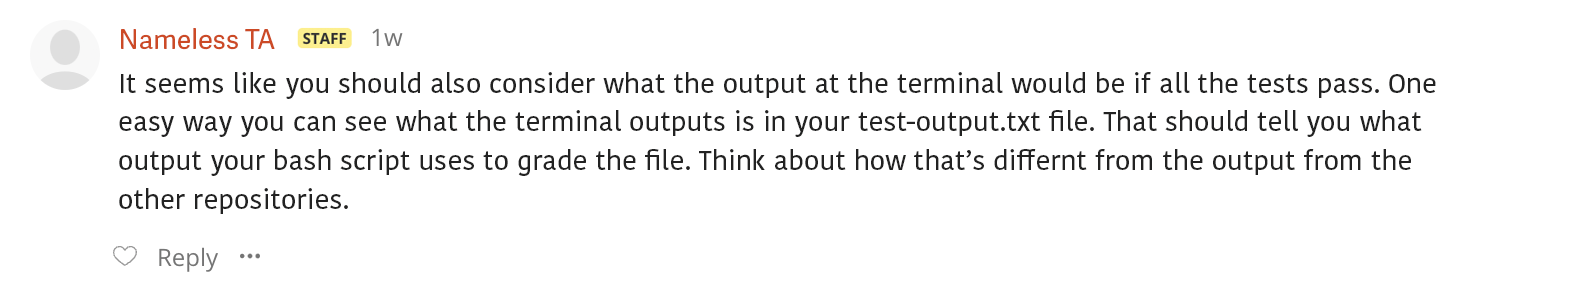 Nameless TA STAFF 1w
It seems like you should also consider what the output at the terminal would be if all the tests pass. One
easy way you can see what the terminal outputs is in your test-output.txt file. That should tell you what
output your bash script uses to grade the file. Think about how that’s differnt from the output from the
other repositories.
Reply ···